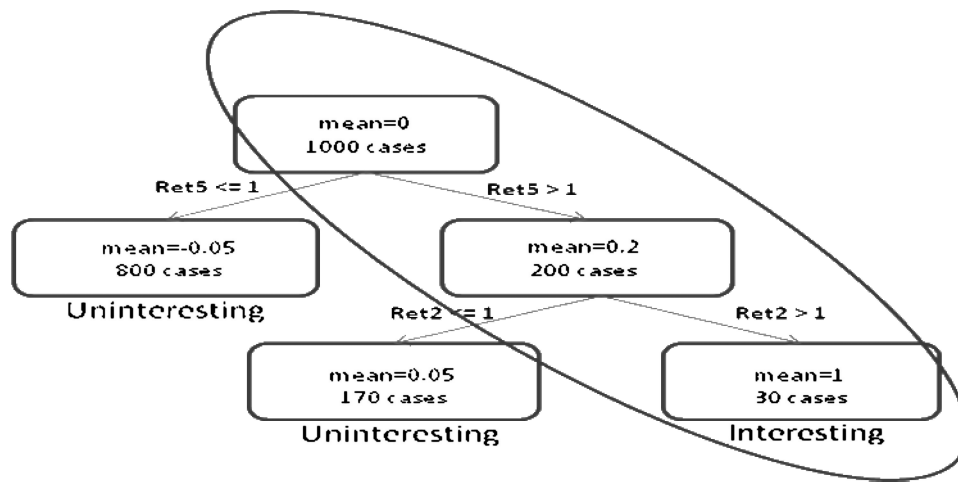 mean=0
1000 cases
Ret5 <= 1
Ret5 > 1
mean=-0.05
800 cases
mean=0.2
200 cases
Uninteresting
Ret2 <= 1
Ret2 > 1
mean=0.05
170 cases
mean=1
30 cases
Uninteresting
Interesting